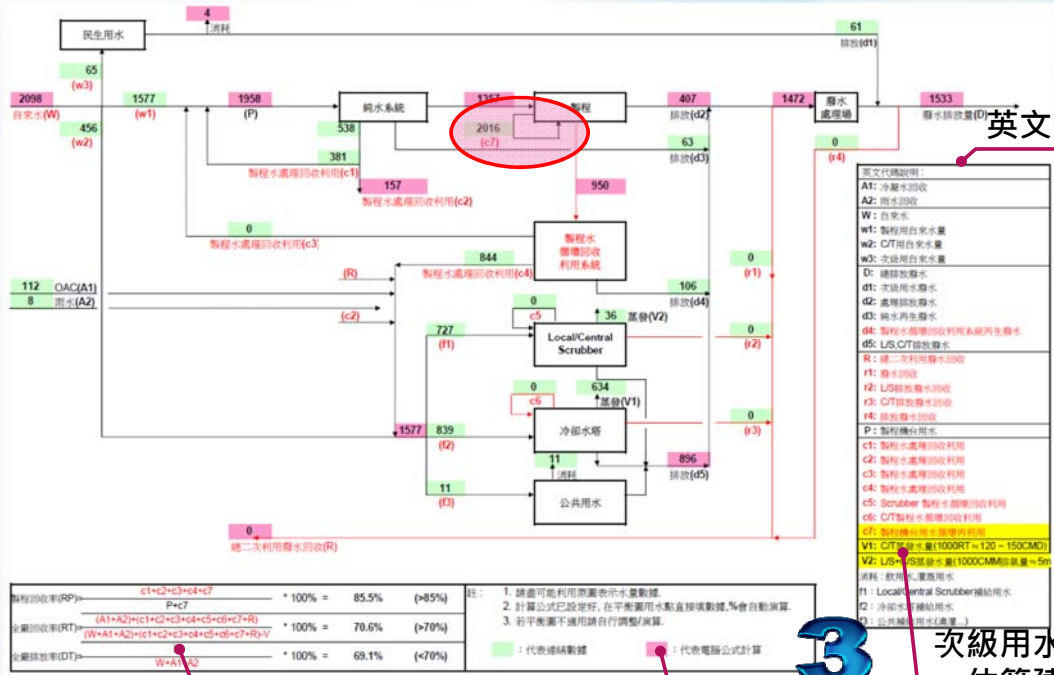 4
消耗
民生用水
61
排放(d1)
65
(w3)
2098
自來水(W)
1577
(w1)
1958
(P)
純水系統
1357
製程
407
排放(d2)
1472
廢水
處理場
1533
廢水排放量(D)
英文
456
(w2)
538
2016
(c7)
63
排放(d3)
0
(r4)
381
製程水處理回收利用(c1)
157
製程水處理回收利用(c2)
950
0
製程水處理回收利用(c3)
製程水
循環回收
利用系統
844
製程水處理回收利用(c4)
0
(r1)
(R)
112 OAC(A1)
8 雨水(A2)
106
排放(d4)
(c2)
0
c5
36 蒸發(V2)
727
(f1)
Local/Central
Scrubber
0
(r2)
0
c6
634
蒸發(V1)
0
(r3)
1577
839
(f2)
冷卻水塔
11
消耗
896
排放(d5)
11
(f3)
公共用水
0
總二次利用廢水回收(R)
英文代碼說明:
A1: 冷凝水回收
A2: 雨水回收
W : 自來水
w1: 製程用自來水量
w2: C/T用自來水量
w3: 次級用自來水量
D: 總排放廢水
d1: 次級用水廢水
d2: 處理排放廢水
d3: 純水再生廢水
d4: 製程水循環回收利用系統再生廢水
d5: L/S,C/T排放廢水
R : 總二次利用廢水回收
r1: 廢水回收
r2: L/S排放廢水回收
r3: C/T排放廢水回收
r4: 排放廢水回收
P : 製程機台用水
c1: 製程水處理回收利用
c2: 製程水處理回收利用
c3: 製程水處理回收利用
c4: 製程水處理回收利用
c5: Scrubber 製程水循環回收利用
c6: C/T製程水循環回收利用
c7: 製程機台用水循環再利用
V1: C/T蒸發水量(1000RT≒120~150CMD)
V2: L/S+C/S蒸發水量(1000CMM排氣量≒5m
消耗: 飲用水,灌溉用水
f1 : Local/Central Scrubber補給用水
f2 : 冷卻水塔補給用水
f3 : 公共補給用水(澆灌...)
製程回收率(RP)= c1+c2+c3+c4+c7 / P+c7 * 100% = 85.5% (>85%)
全廠回收率(RT)= (A1+A2)+(c1+c2+c3+c4+c5+c6+c7+R) / (W+A1+A2)+(c1+c2+c3+c4+c5+c6+c7+R)-V * 100% = 70.6% (>70%)
全廠排放率(DT)= W+A1+A2 * 100% = 69.1% (<70%)
註: 1. 請盡可能利用原圖表示水量數據.
2. 計算公式已設定好, 在平衡圖用水點直接填數據,%會自動演算.
3. 若平衡圖不適用請自行調整/演算.
: 代表連結數據
: 代表電腦公式計算
3
次級用水